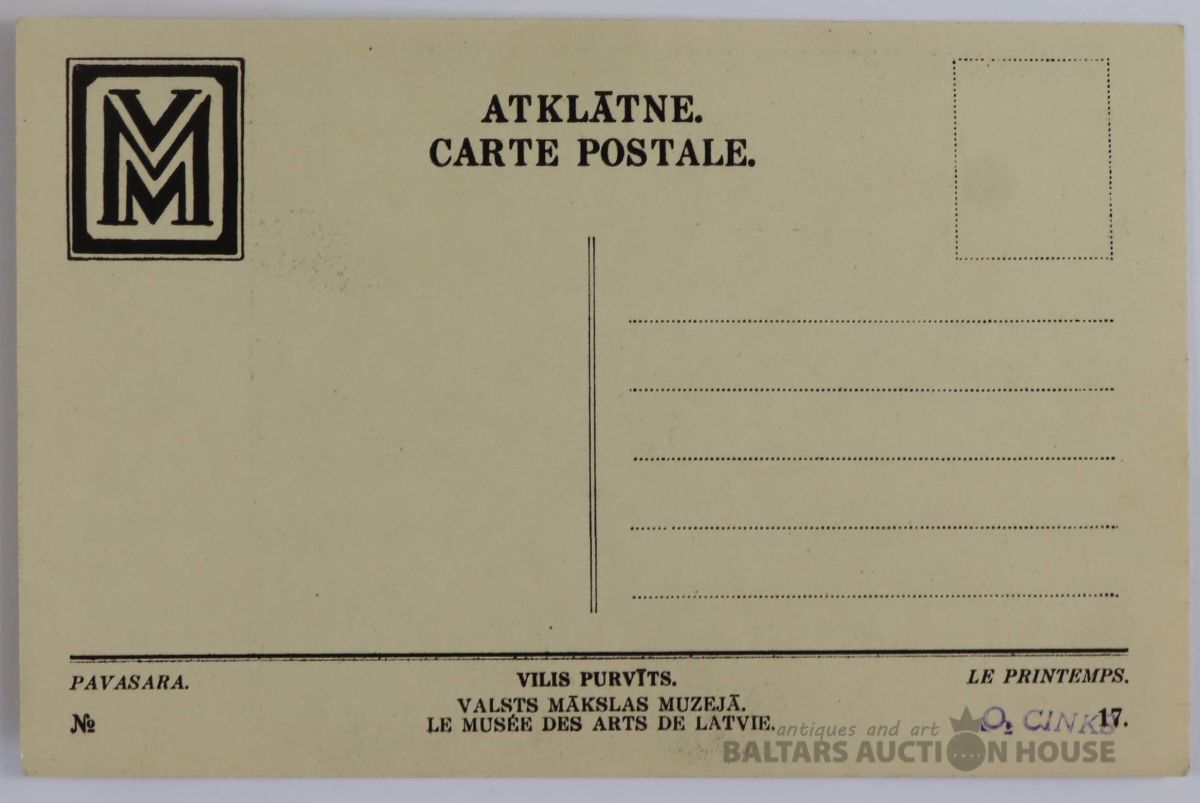 VM
ATKLĀTNE.
CARTE POSTALE.
PAVASARA.
VILIS PURVĪTS.
LE PRINTEMPS.
VALSTS MĀKSLAS MUZEJĀ.
№
LE MUSÉE DES ARTS DE LATVIE.
O. CINKS
17.
antiques and art
BALTARS AUCTION HOUSE